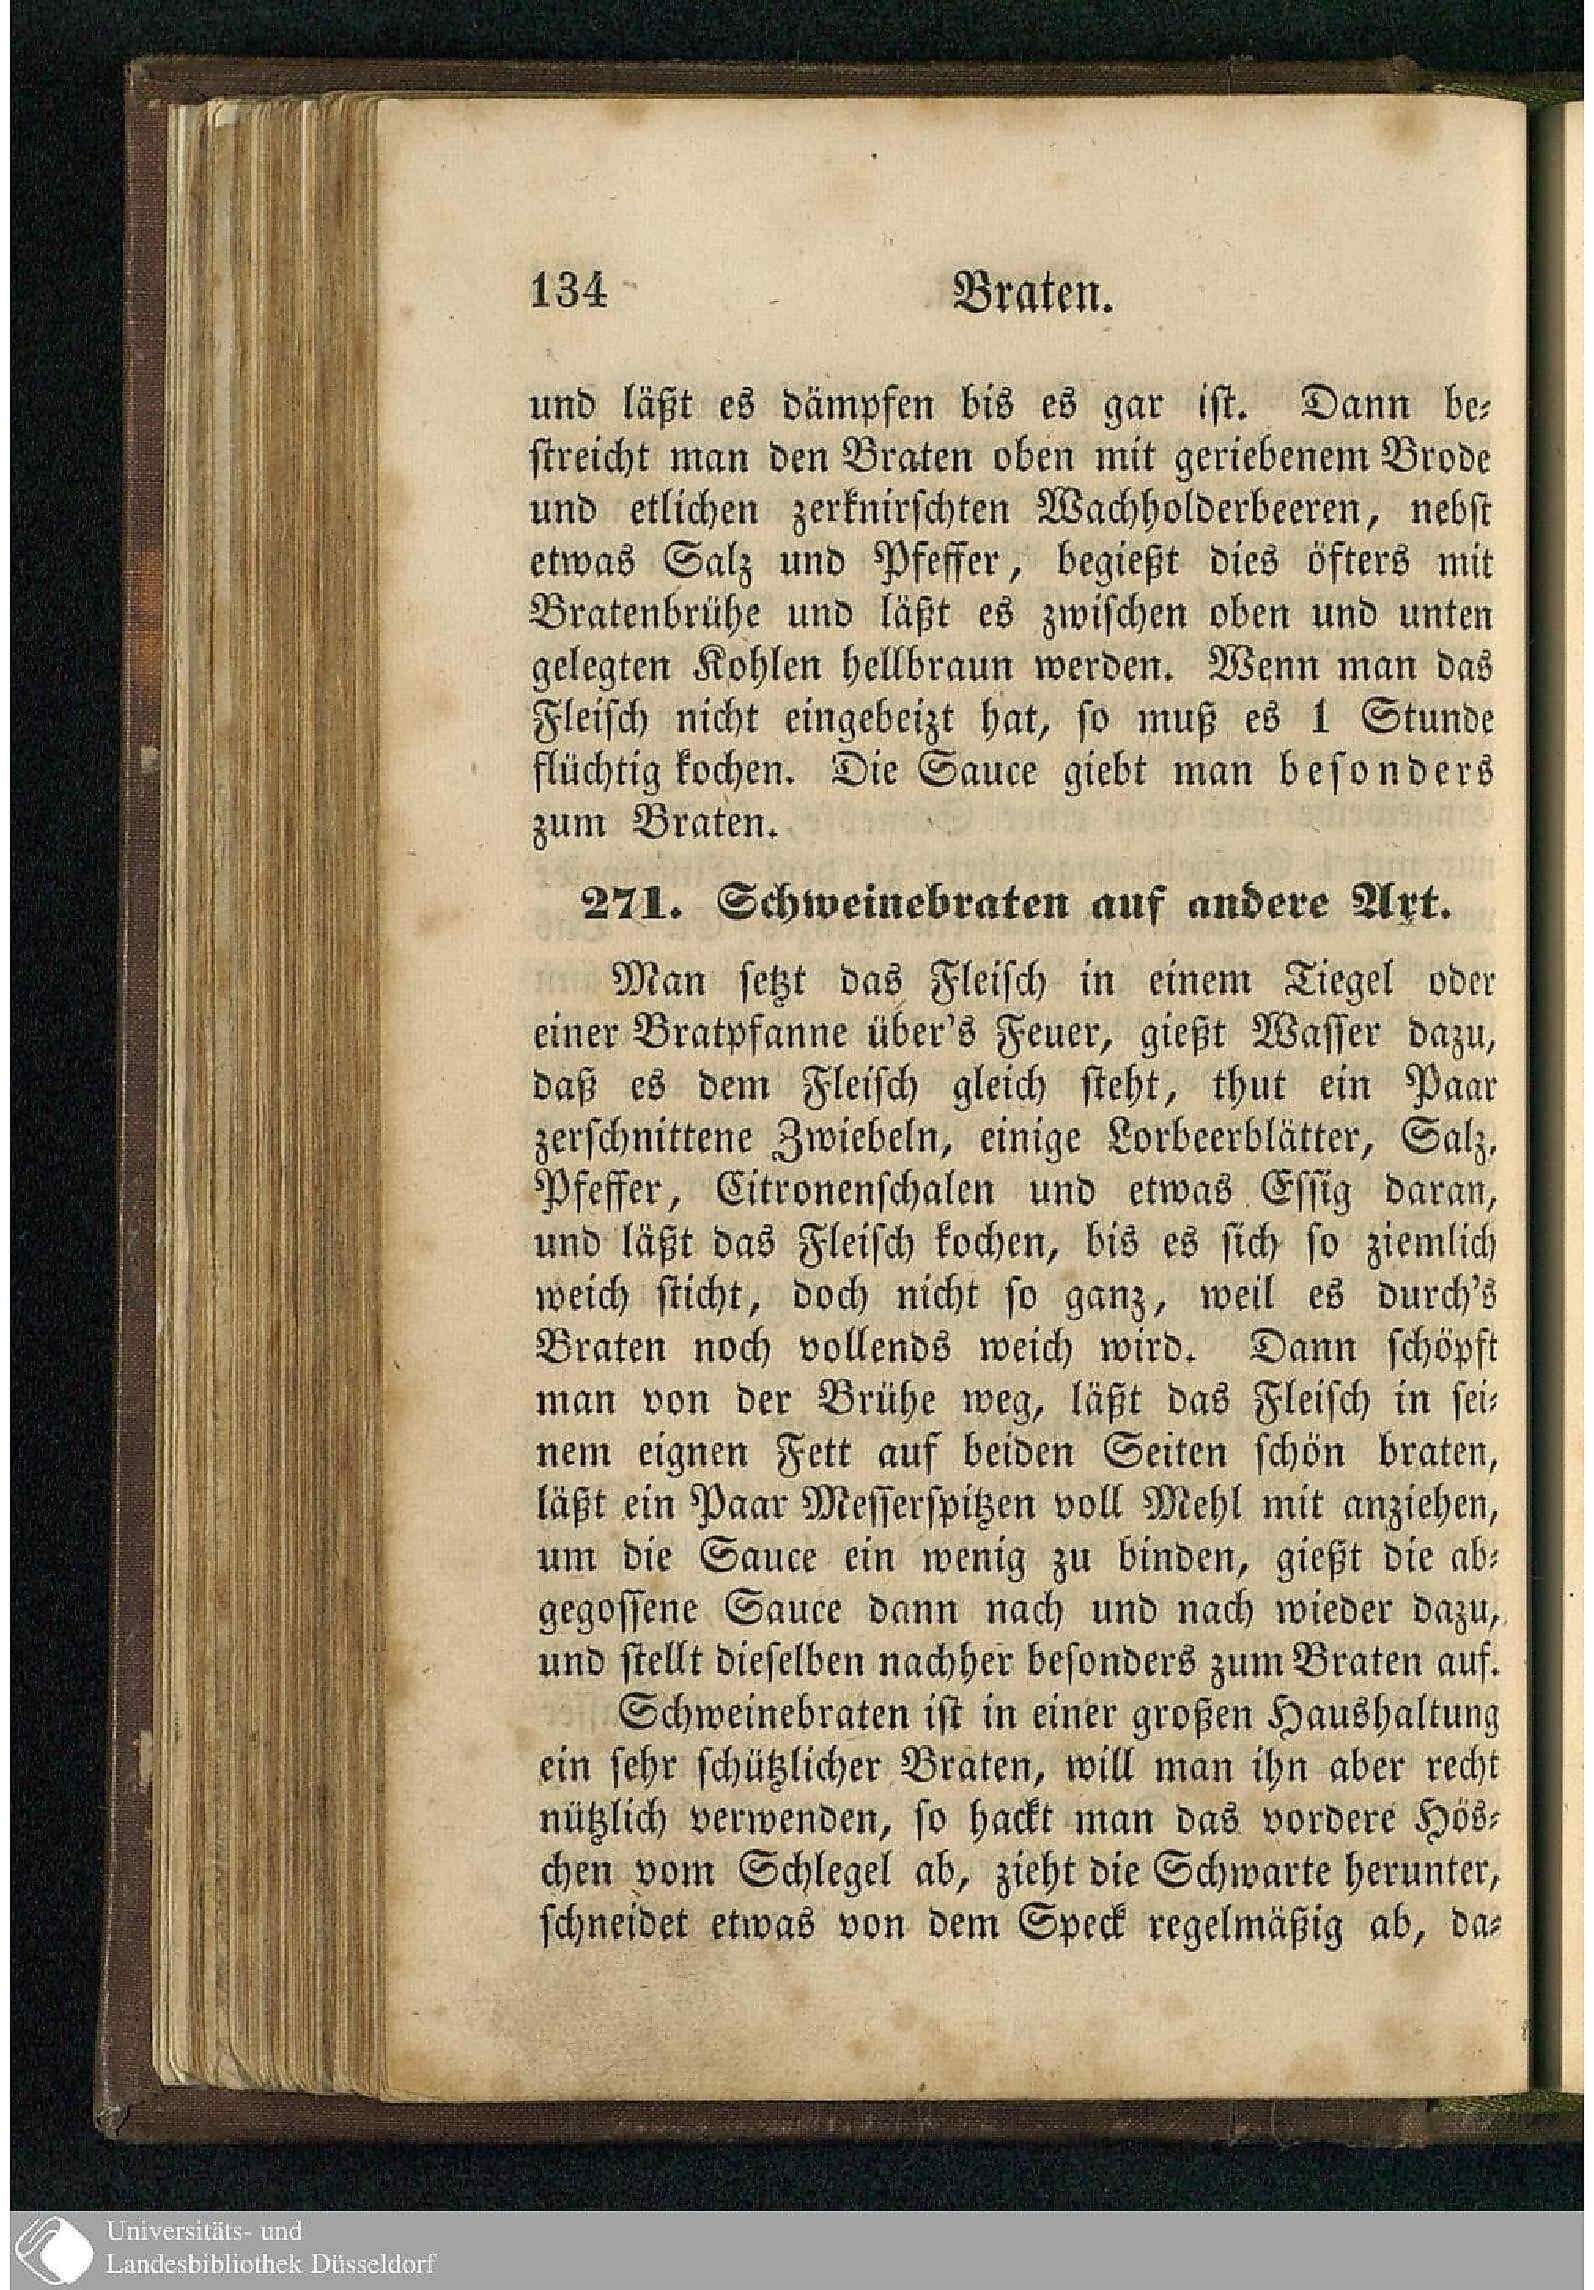 134 Braten.
und läßt es dämpfen bis es gar ist. Dann be-
streicht man den Braten oben mit geriebenem Brode
und etlichen zerknirschten Wachholderbeeren, nebst
etwas Salz und Pfeffer, begießt dies öfters mit
Bratenbrühe und läßt es zwischen oben und unten
gelegten Kohlen hellbraun werden. Wenn man das
Fleisch nicht eingebeizt hat, so muß es 1 Stunde
flüchtig kochen. Die Sauce giebt man besonders
zum Braten.
271. Schweinebraten auf andere Art.
Man setzt das Fleisch in einem Tiegel oder
einer Bratpfanne über's Feuer, gießt Wasser dazu,
daß es dem Fleisch gleich steht, thut ein Paar
zerschnittene Zwiebeln, einige Lorbeerblätter, Salz,
Pfeffer, Citronenschalen und etwas Essig daran,
und läßt das Fleisch kochen, bis es sich so ziemlich
weich sticht, doch nicht so ganz, weil es durch's
Braten noch vollends weich wird. Dann schöpft
man von der Brühe weg, läßt das Fleisch in sei-
nem eignen Fett auf beiden Seiten schön braten,
läßt ein Paar Messerspitzen voll Mehl mit anziehen,
um die Sauce ein wenig zu binden, gießt die ab-
gegossene Sauce dann nach und nach wieder dazu,
und stellt dieselben nachher besonders zum Braten auf.
Schweinebraten ist in einer großen Haushaltung
ein sehr schützlicher Braten, will man ihn aber recht
nützlich verwenden, so hackt man das vordere Hös-
chen vom Schlegel ab, zieht die Schwarte herunter,
schneidet etwas von dem Speck regelmäßig ab, da-
Universitäts- und
Landesbibliothek Düsseldorf